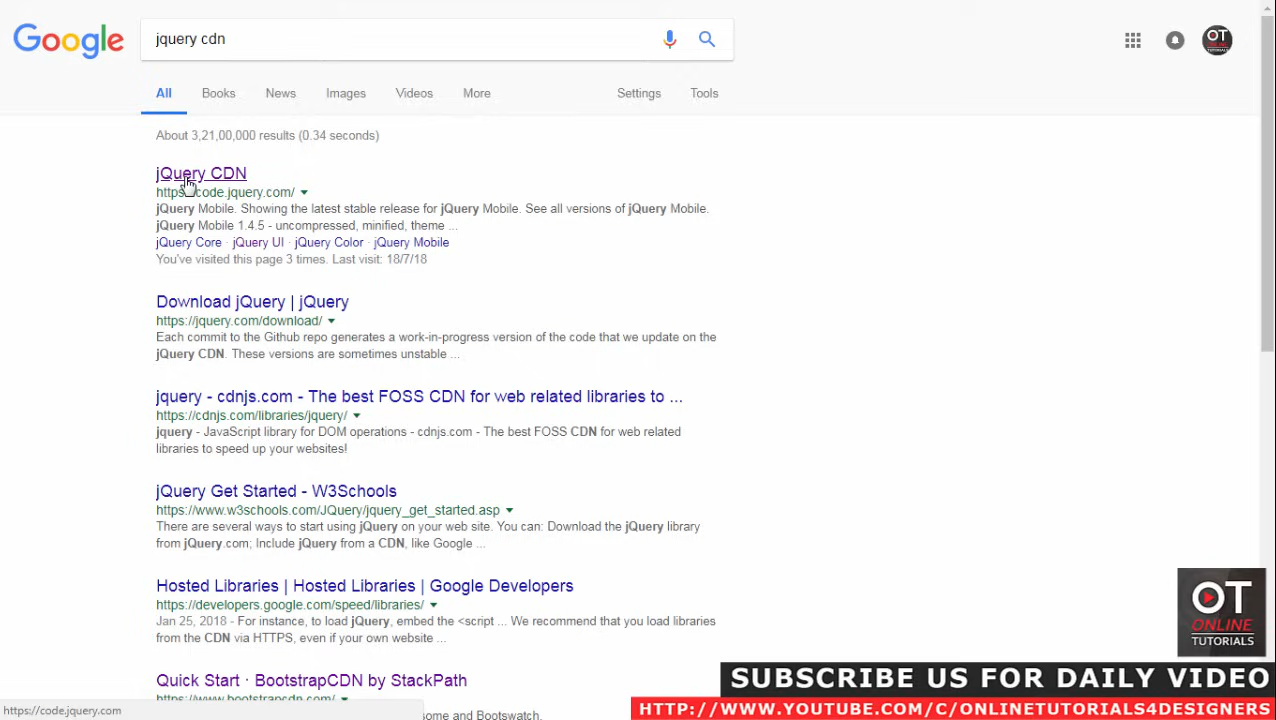 Google
jquery cdn
OT
All Books News Images Videos More Settings Tools
About 3,21,00,000 results (0.34 seconds)
jQuery CDN
https://code.jquery.com/
jQuery Mobile. Showing the latest stable release for jQuery Mobile. See all versions of jQuery Mobile.
jQuery Mobile 1.4.5 - uncompressed, minified, theme ...
jQuery Core · jQuery UI · jQuery Color · jQuery Mobile
You've visited this page 3 times. Last visit: 18/7/18
Download jQuery | jQuery
https://jquery.com/download/
Each commit to the Github repo generates a work-in-progress version of the code that we update on the
jQuery CDN. These versions are sometimes unstable ...
jquery - cdnjs.com - The best FOSS CDN for web related libraries to ...
https://cdnjs.com/libraries/jquery/
jquery - JavaScript library for DOM operations - cdnjs.com - The best FOSS CDN for web related
libraries to speed up your websites!
jQuery Get Started - W3Schools
https://www.w3schools.com/JQuery/jquery_get_started.asp
There are several ways to start using jQuery on your web site. You can: Download the jQuery library
from jQuery.com; Include jQuery from a CDN, like Google ...
Hosted Libraries | Hosted Libraries | Google Developers
https://developers.google.com/speed/libraries/
Jan 25, 2018 - For instance, to load jQuery, embed the <script ... We recommend that you load libraries
from the CDN via HTTPS, even if your own website ...
OT
ONLINE
TUTORIALS
Quick Start · BootstrapCDN by StackPath
https://www.bootstrapcdn.com/
SUBSCRIBE US FOR DAILY VIDEO
https://code.jquery.com
and Bootswatch.
HTTP://WWW.YOUTUBE.COM/C/ONLINETUTORIALS4DESIGNERS